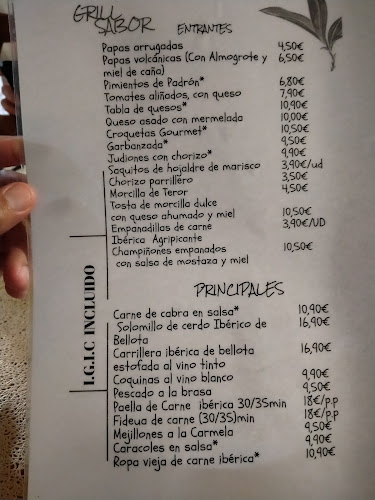 GRILL
SABOR ENTRANTES
Papas arrugadas 4,50€
Papas volcánicas (Con Almogrote y 6,50€
miel de caña)
Pimientos de Padrón* 6,80€
Tomates aliñados, con queso 7,90€
Tabla de quesos* 10,90€
Queso asado con mermelada 10,00€
Croquetas Gourmet* 10,50€
Garbanzada* 9,50€
Judiones con chorizo* 9,90€
Saquitos de hojaldre de marisco 3,90€/ud
Chorizo parrillero 3,50€
Morcilla de Teror 4,50€
Tosta de morcilla dulce
con queso ahumado y miel 10,50€
Empanadillas de carne 3,90€/UD
Ibérica Agripicante
Champiñones empanados 10,50€
con salsa de mostaza y miel
I.G.I.C INCLUIDO
PRINCIPALES
Carne de cabra en salsa* 10,90€
Solomillo de cerdo Ibérico de 16,90€
Bellota
Carrillera ibérica de bellota 16,90€
estofada al vino tinto
Coquinas al vino blanco 9,90€
Pescado a la brasa 9,50€
Paella de Carne ibérica 30/35min 18€/p.p
Fideua de carne (30/35)min 18€/p.p
Mejillones a la Carmela 9,50€
Caracoles en salsa* 9,90€
Ropa vieja de carne ibérica* 10,90€